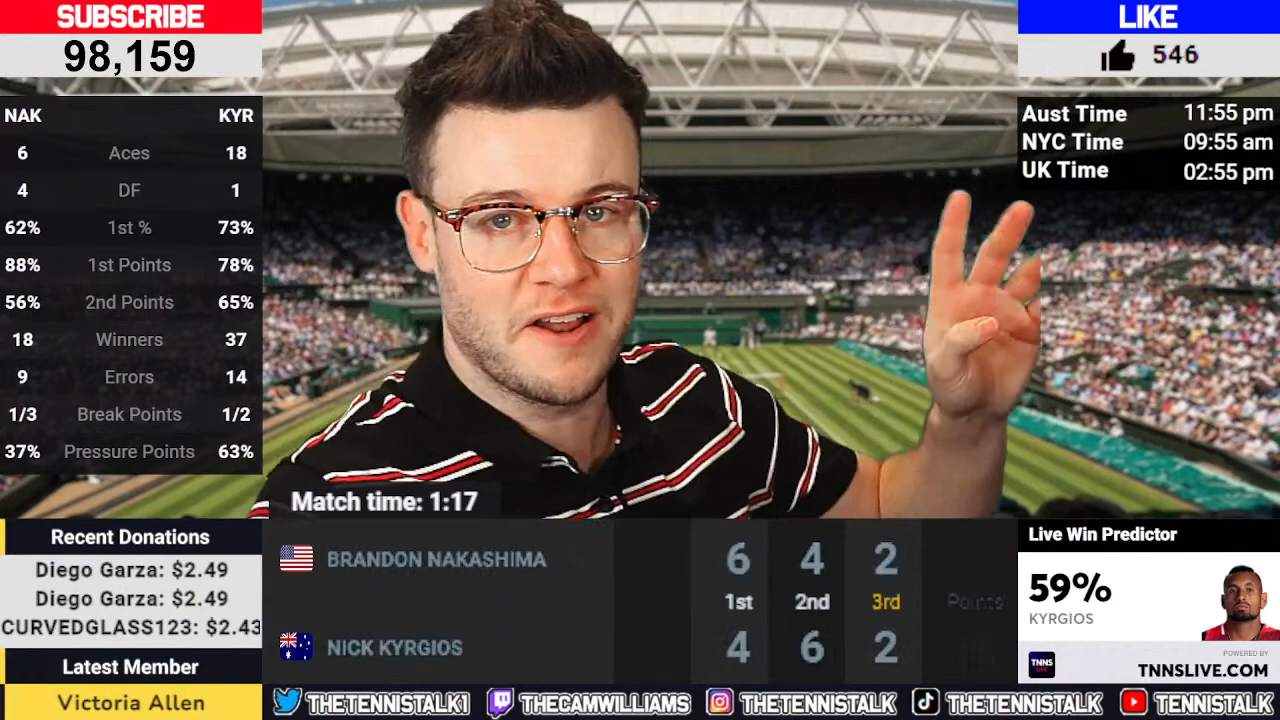 SUBSCRIBE
98,159
NAK KYR
6 Aces 18
4 DF 1
62% 1st % 73%
88% 1st Points 78%
56% 2nd Points 65%
18 Winners 37
9 Errors 14
1/3 Break Points 1/2
37% Pressure Points 63%
LIKE
546
Aust Time 11:55 pm
NYC Time 09:55 am
UK Time 02:55 pm
Match time: 1:17
Recent Donations
Diego Garza: $2.49
Diego Garza: $2.49
CURVEDGLASS123: $2.43
Latest Member
Victoria Allen
BRANDON NAKASHIMA 6 4 2
1st 2nd 3rd Points
NICK KYRGIOS 4 6 2
Live Win Predictor
59%
KYRGIOS
POWERED BY
TNNS LIVE
TNNSLIVE.COM
THETENNISTALK1 THECAMWILLIAMS THETENNISTALK THETENNISTALK TENNISTALK